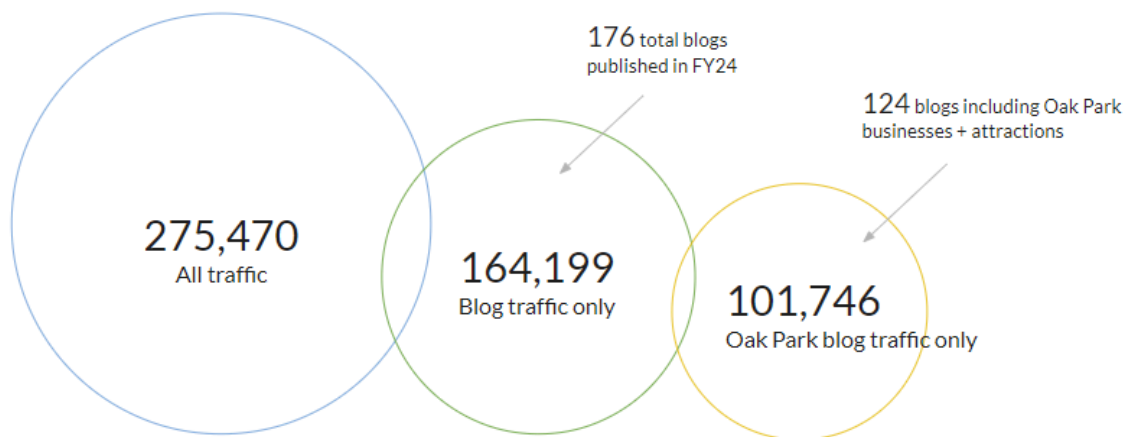 176 total blogs
published in FY24
124 blogs including Oak Park
businesses + attractions
275,470
All traffic
164,199
Blog traffic only
101,746
Oak Park blog traffic only